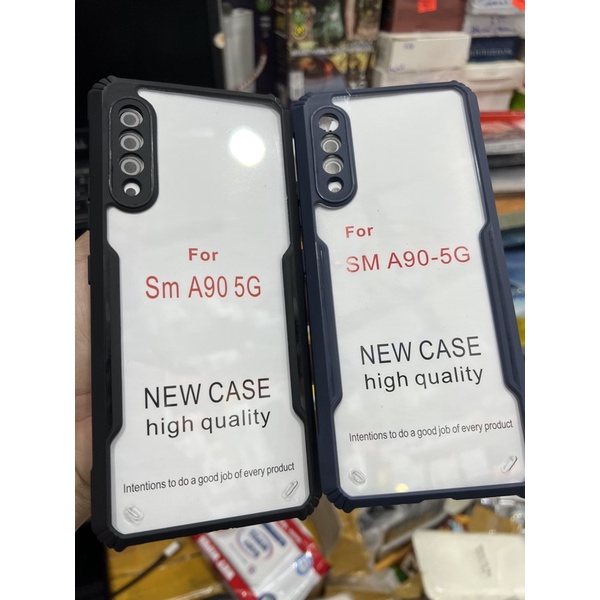 For
Sm A90 5G
NEW CASE
high quality
Intentions to do a good job of every product
For
SM A90-5G
NEW CASE
high quality
Intentions to do a good job of every product